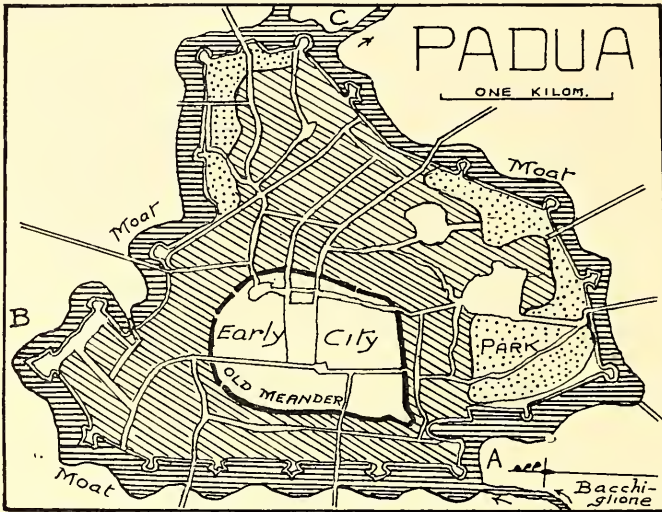 C
PADUA
ONE KILOM.
Moat
Moat
B
Early City
PARK
OLD MEANDER
A
Moat
Bacchi-
glione